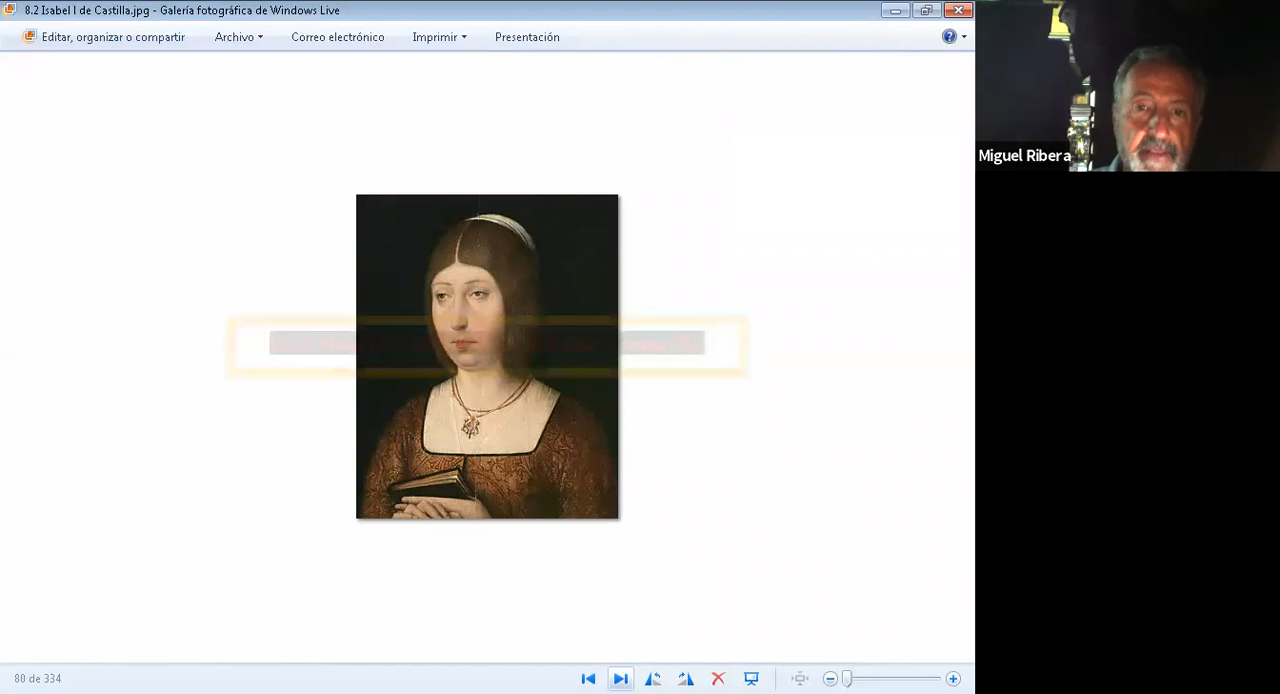 8.2 Isabel I de Castilla.jpg - Galería fotográfica de Windows Live
Editar, organizar o compartir Archivo Correo electrónico Imprimir Presentación
Miguel Ribera
80 de 334